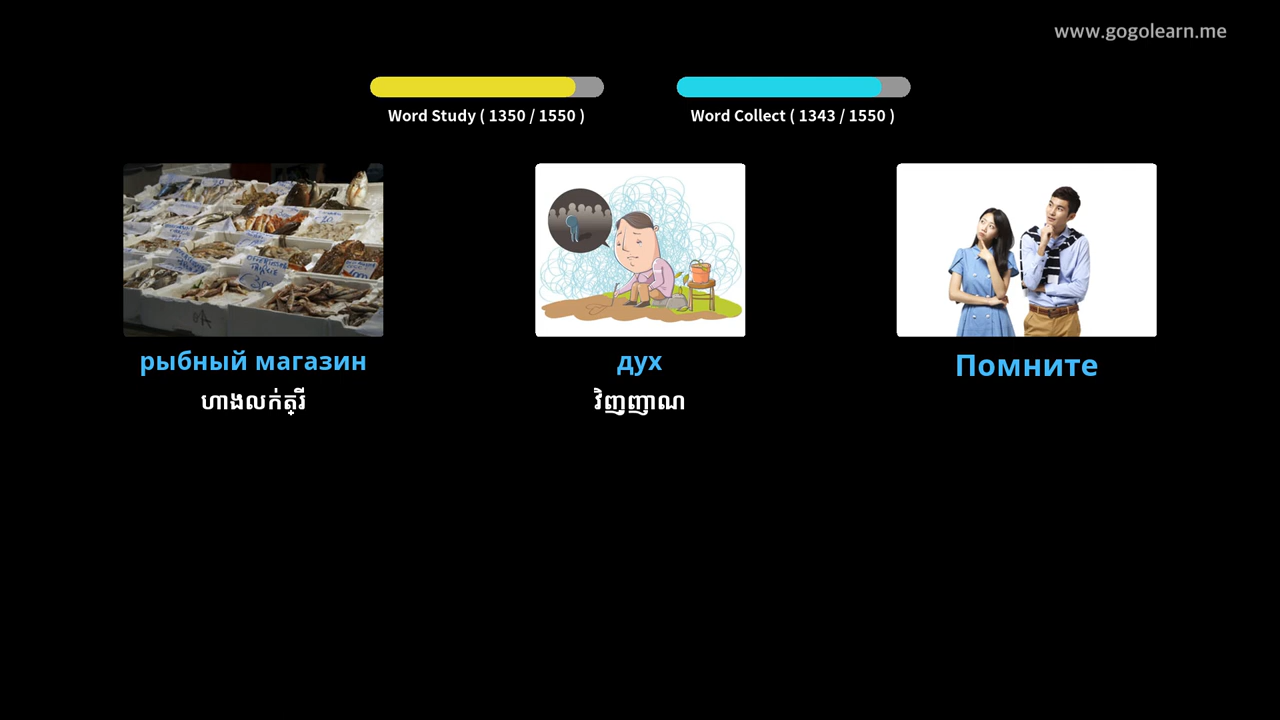 www.gogolearn.me
Word Study ( 1350 / 1550 )
Word Collect ( 1343 / 1550 )
рыбный магазин
дух
Помните
ហាងលក់ត្រី
វិញ្ញាណ